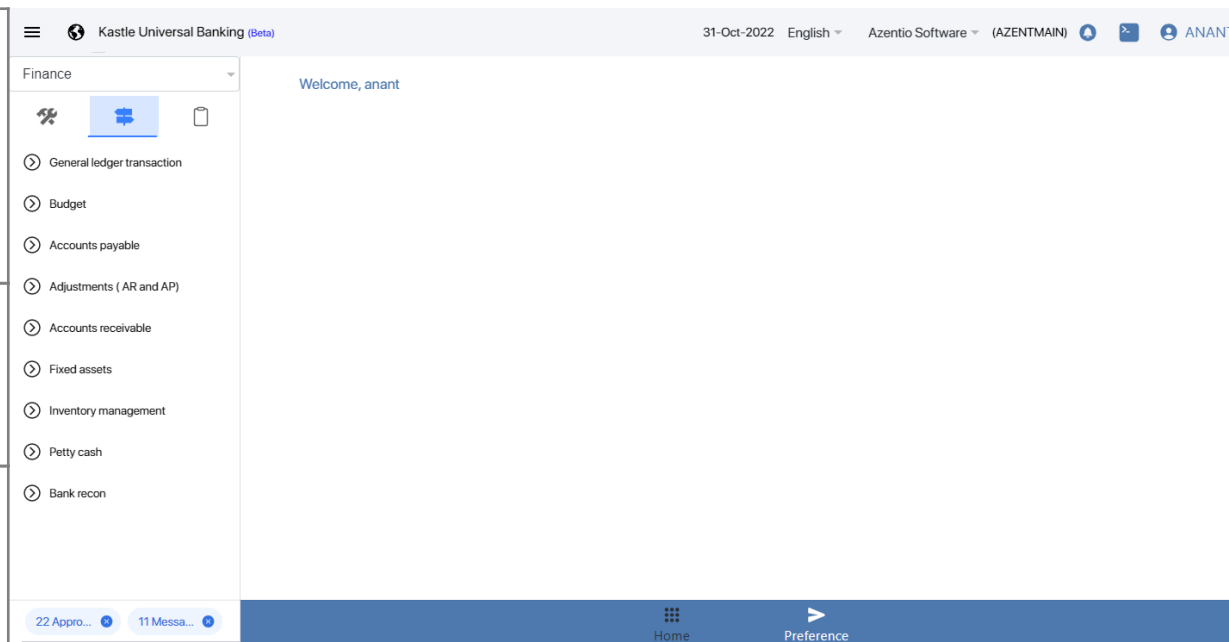 Kastle Universal Banking (Beta)
31-Oct-2022 English Azentio Software (AZENTMAIN) ANANT
Finance
Welcome, anant
General ledger transaction
Budget
Accounts payable
Adjustments ( AR and AP)
Accounts receivable
Fixed assets
Inventory management
Petty cash
Bank recon
22 Appro... 11 Messa...
Home Preference